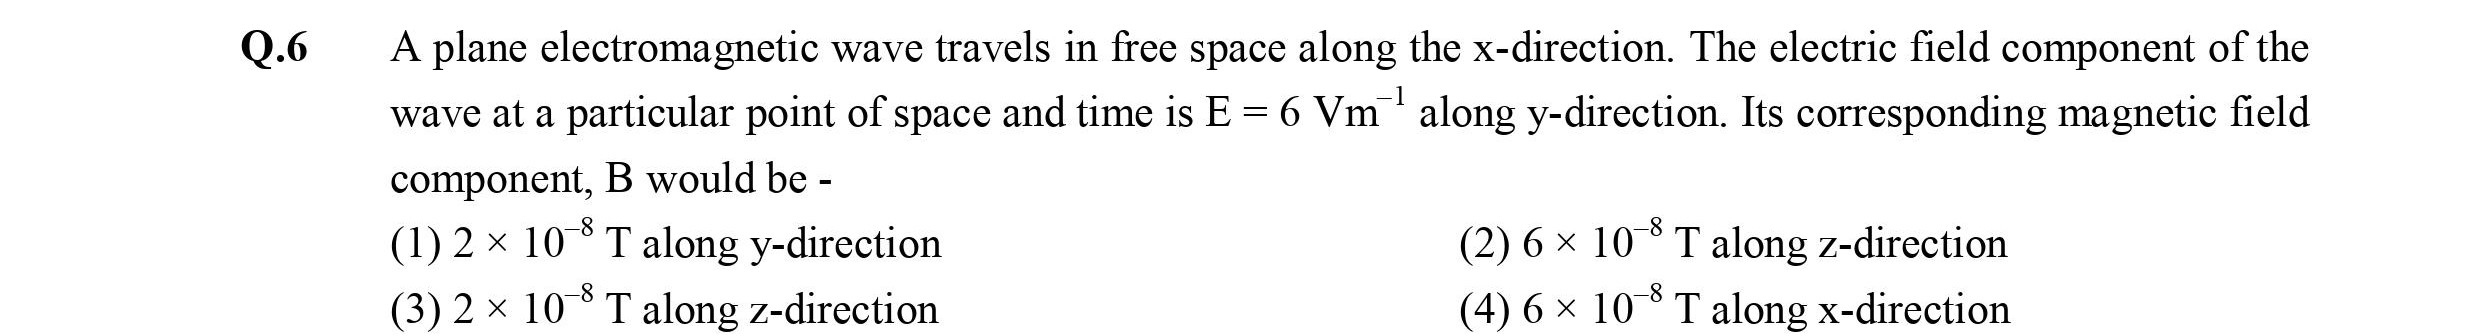 Q.6 A plane electromagnetic wave travels in free space along the x-direction. The electric field component of the
wave at a particular point of space and time is E = 6 Vm⁻¹ along y-direction. Its corresponding magnetic field
component, B would be -
(1) 2 × 10⁻⁸ T along y-direction (2) 6 × 10⁻⁸ T along z-direction
(3) 2 × 10⁻⁸ T along z-direction (4) 6 × 10⁻⁸ T along x-direction